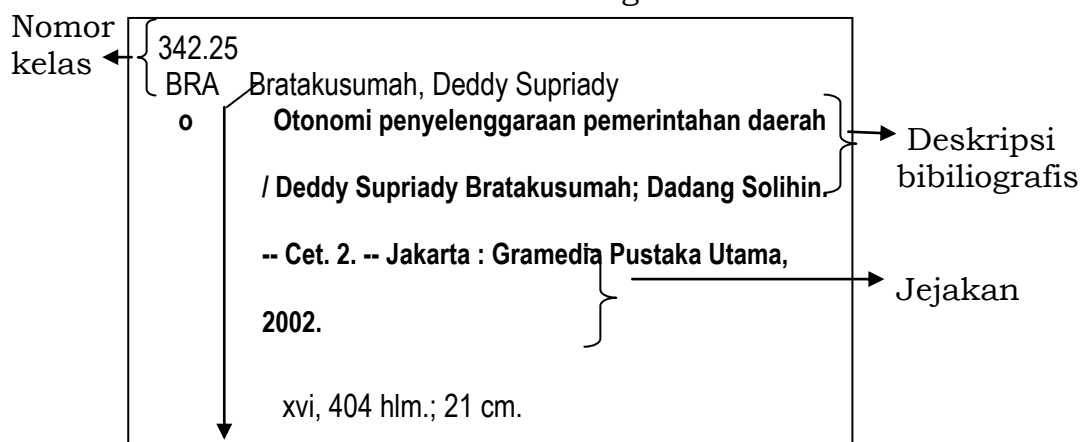 Nomor
kelas
342.25
BRA Bratakusumah, Deddy Supriady
o Otonomi penyelenggaraan pemerintahan daerah
/ Deddy Supriady Bratakusumah; Dadang Solihin.
-- Cet. 2. -- Jakarta : Gramedia Pustaka Utama,
2002.
xvi, 404 hlm.; 21 cm.
Deskripsi
bibiliografis
Jejakan